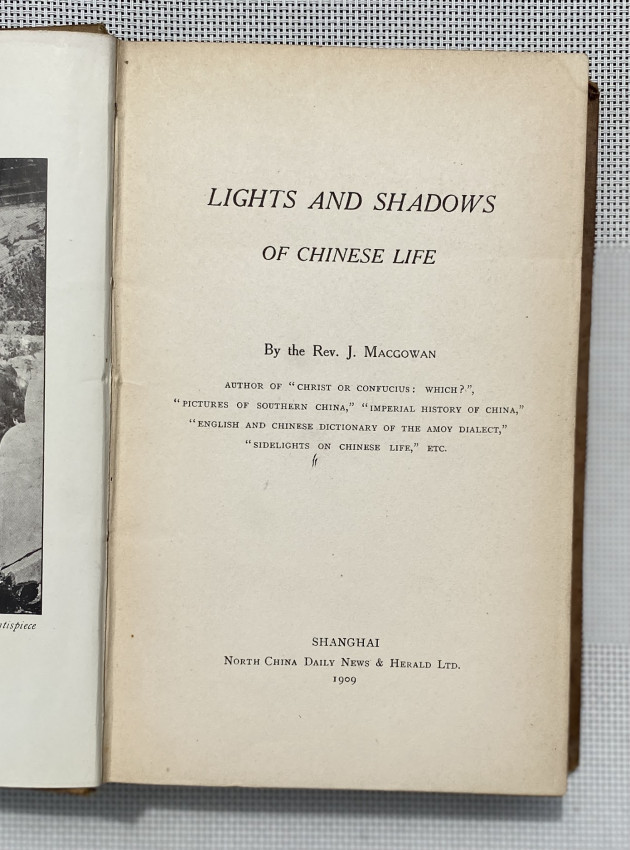 LIGHTS AND SHADOWS
OF CHINESE LIFE
By the Rev. J. MACGOWAN
AUTHOR OF "CHRIST OR CONFUCIUS: WHICH?",
"PICTURES OF SOUTHERN CHINA," "IMPERIAL HISTORY OF CHINA,"
"ENGLISH AND CHINESE DICTIONARY OF THE AMOY DIALECT,"
"SIDELIGHTS ON CHINESE LIFE," ETC.
SHANGHAI
NORTH CHINA DAILY NEWS & HERALD LTD.
1909